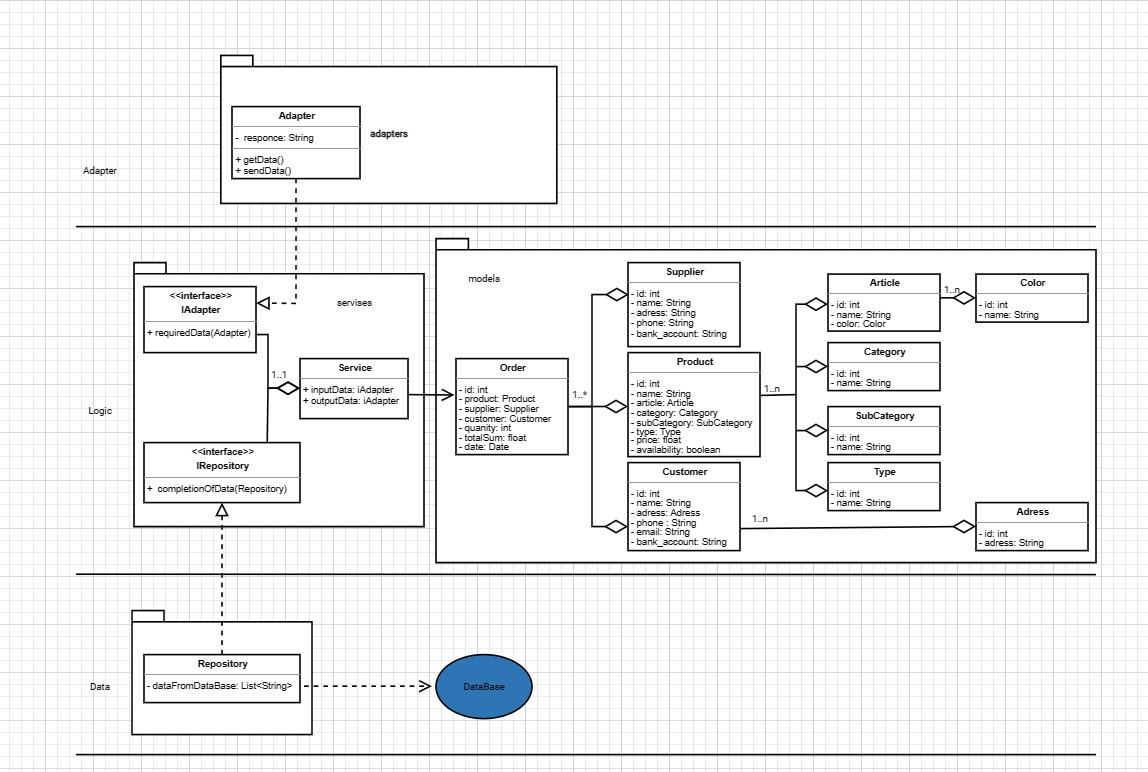 Adapter
- responce: String
+ getData()
+ sendData()
adapters
Adapter
models
<<interface>>
IAdapter
+ requiredData(Adapter)
servises
1..1
Service
+ inputData: iAdapter
+ outputData: iAdapter
Logic
<<interface>>
IRepository
+ completionOfData(Repository)
Order
- id: int
- product: Product
- supplier: Supplier
- customer: Customer
- quanity: int
- totalSum: float
- date: Date
1..*
Supplier
- id: int
- name: String
- adress: String
- phone: String
- bank_account: String
Product
- id: int
- name: String
- article: Article
- category: Category
- subCategory: SubCategory
- type: Type
- price: float
- availability: boolean
1..n
Customer
- id: int
- name: String
- adress: Adress
- phone : String
- email: String
- bank_account: String
1..n
Article
- id: int
- name: String
- color: Color
1..n
Color
- id: int
- name: String
Category
- id: int
- name: String
SubCategory
- id: int
- name: String
Type
- id: int
- name: String
Adress
- id: int
- adress: String
Data
Repository
- dataFromDataBase: List<String>
DataBase